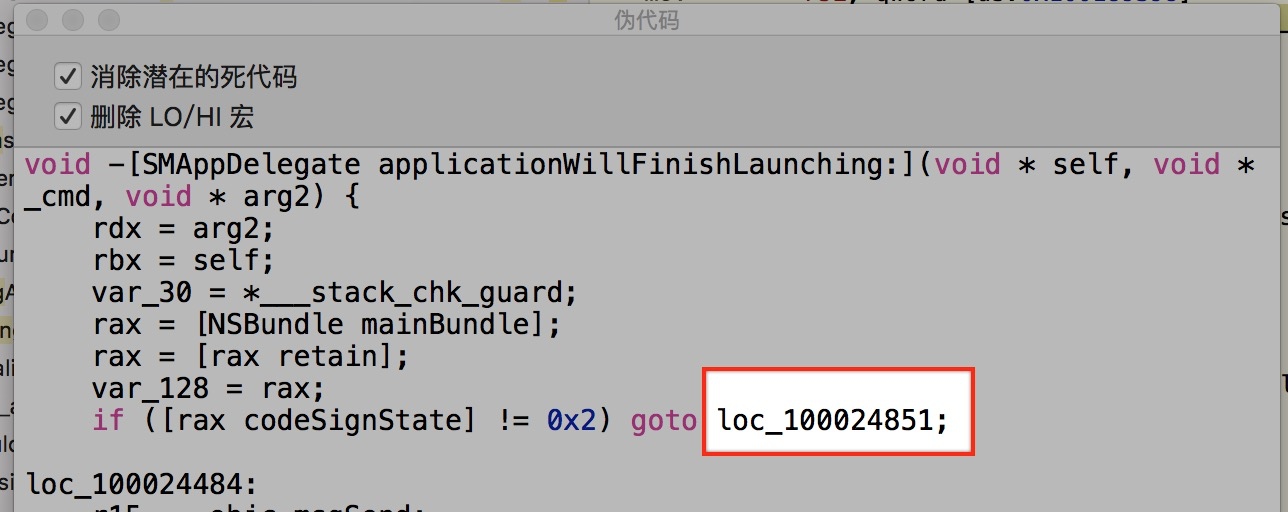 伪代码
消除潜在的死代码
删除 LO/HI 宏
void -[SMAppDelegate applicationWillFinishLaunching:](void * self, void *
_cmd, void * arg2) {
rdx = arg2;
rbx = self;
var_30 = *___stack_chk_guard;
rax = [NSBundle mainBundle];
rax = [rax retain];
var_128 = rax;
if ([rax codeSignState] != 0x2) goto loc_100024851;
loc_100024484: